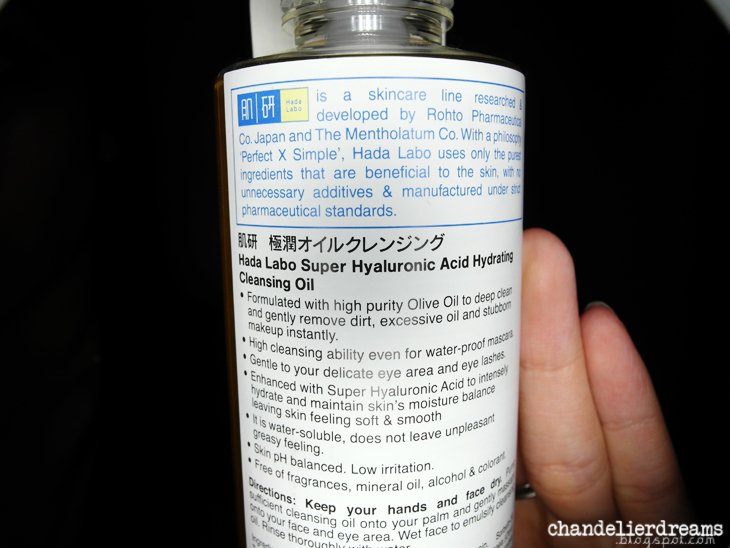 肌 研 Hada Labo is a skincare line researched &
developed by Rohto Pharmaceutical
Co. Japan and The Mentholatum Co. With a philosophy
'Perfect X Simple', Hada Labo uses only the purest
ingredients that are beneficial to the skin, with no
unnecessary additives & manufactured under strict
pharmaceutical standards.
肌研 極潤オイルクレンジング
Hada Labo Super Hyaluronic Acid Hydrating
Cleansing Oil
• Formulated with high purity Olive Oil to deep clean
and gently remove dirt, excessive oil and stubborn
makeup instantly.
• High cleansing ability even for water-proof mascara.
• Gentle to your delicate eye area and eye lashes.
• Enhanced with Super Hyaluronic Acid to intensely
hydrate and maintain skin's moisture balance
leaving skin feeling soft & smooth
• It is water-soluble, does not leave unpleasant
greasy feeling.
• Skin pH balanced. Low irritation.
• Free of fragrances, mineral oil, alcohol & colorant.
Directions: Keep your hands and face dry.
sufficient cleansing oil onto your palm and gently
onto your face and eye area. Wet face to emulsify
oil. Rinse thoroughly with water.
chandelierdreams
.blogspot.com